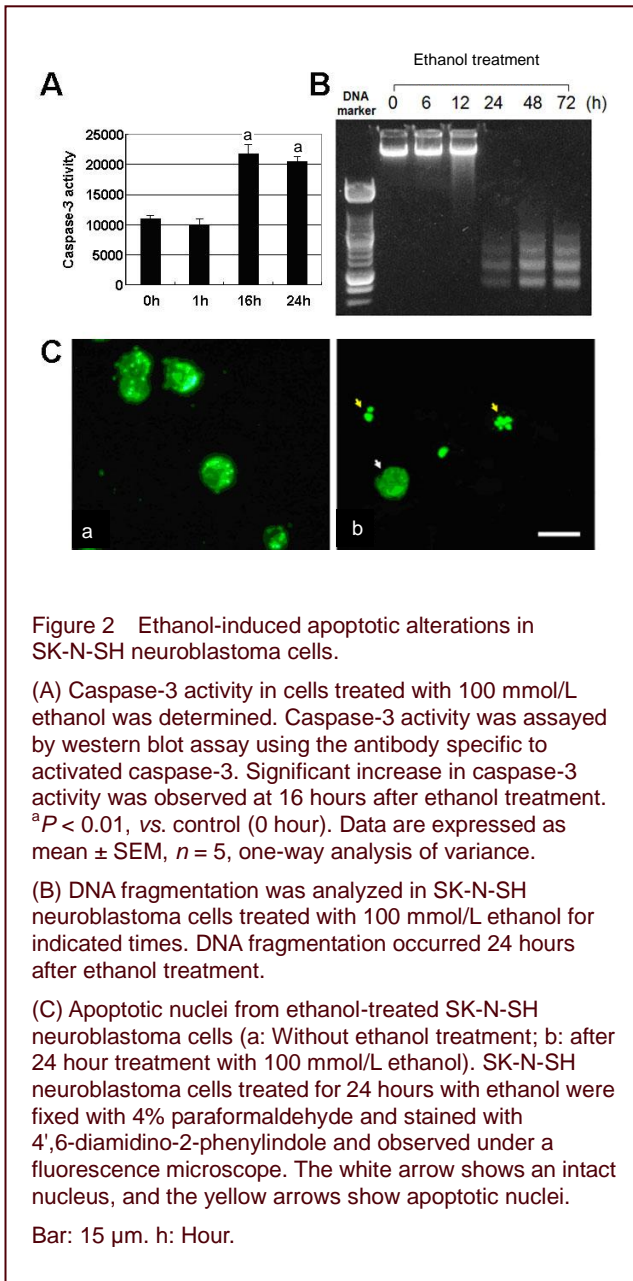 Ethanol treatment
A
B
DNA
marker
0 6 12 24 48 72 (h)
Caspase-3 activity
25000
20000
15000
10000
5000
0
a
a
0h 1h 16h 24h
C
a
b
Figure 2 Ethanol-induced apoptotic alterations in
SK-N-SH neuroblastoma cells.
(A) Caspase-3 activity in cells treated with 100 mmol/L
ethanol was determined. Caspase-3 activity was assayed
by western blot assay using the antibody specific to
activated caspase-3. Significant increase in caspase-3
activity was observed at 16 hours after ethanol treatment.
aP < 0.01, vs. control (0 hour). Data are expressed as
mean ± SEM, n = 5, one-way analysis of variance.
(B) DNA fragmentation was analyzed in SK-N-SH
neuroblastoma cells treated with 100 mmol/L ethanol for
indicated times. DNA fragmentation occurred 24 hours
after ethanol treatment.
(C) Apoptotic nuclei from ethanol-treated SK-N-SH
neuroblastoma cells (a: Without ethanol treatment; b: after
24 hour treatment with 100 mmol/L ethanol). SK-N-SH
neuroblastoma cells treated for 24 hours with ethanol were
fixed with 4% paraformaldehyde and stained with
4',6-diamidino-2-phenylindole and observed under a
fluorescence microscope. The white arrow shows an intact
nucleus, and the yellow arrows show apoptotic nuclei.
Bar: 15 µm. h: Hour.